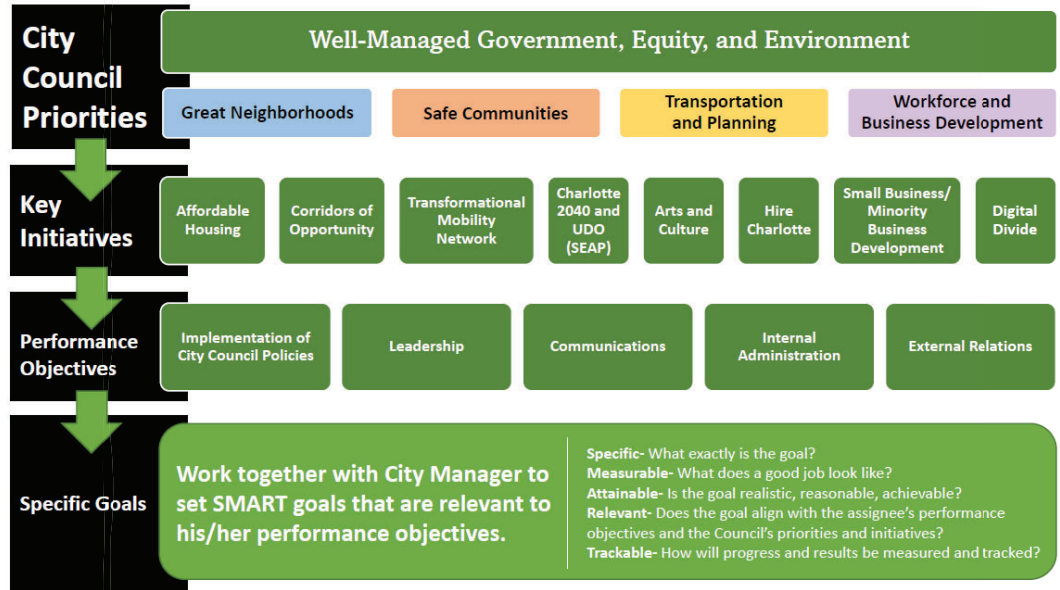 City
Council
Priorities
Well-Managed Government, Equity, and Environment
Great Neighborhoods
Safe Communities
Transportation
and Planning
Workforce and
Business Development
Key
Initiatives
Affordable
Housing
Corridors of
Opportunity
Transformational
Mobility
Network
Charlotte
2040 and
UDO
(SEAP)
Arts and
Culture
Hire
Charlotte
Small Business/
Minority
Business
Development
Digital
Divide
Performance
Objectives
Implementation of
City Council Policies
Leadership
Communications
Internal
Administration
External Relations
Specific Goals
Work together with City Manager to
set SMART goals that are relevant to
his/her performance objectives.
Specific- What exactly is the goal?
Measurable- What does a good job look like?
Attainable- Is the goal realistic, reasonable, achievable?
Relevant- Does the goal align with the assignee's performance
objectives and the Council's priorities and initiatives?
Trackable- How will progress and results be measured and tracked?